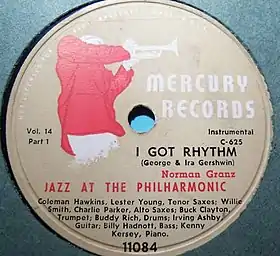 MERCURY
RECORDS
Vol. 14
Part 1
Instrumental
C-625
I GOT RHYTHM
(George & Ira Gershwin)
Norman Granz
JAZZ AT THE PHILHARMONIC
Coleman Hawkins, Lester Young, Tenor Saxes; Willie
Smith, Charlie Parker, Alto Saxes; Buck Clayton,
Trumpet; Buddy Rich, Drums; Irving Ashby
Guitar; Billy Hadnott, Bass; Kenny
Kersey, Piano.
11084